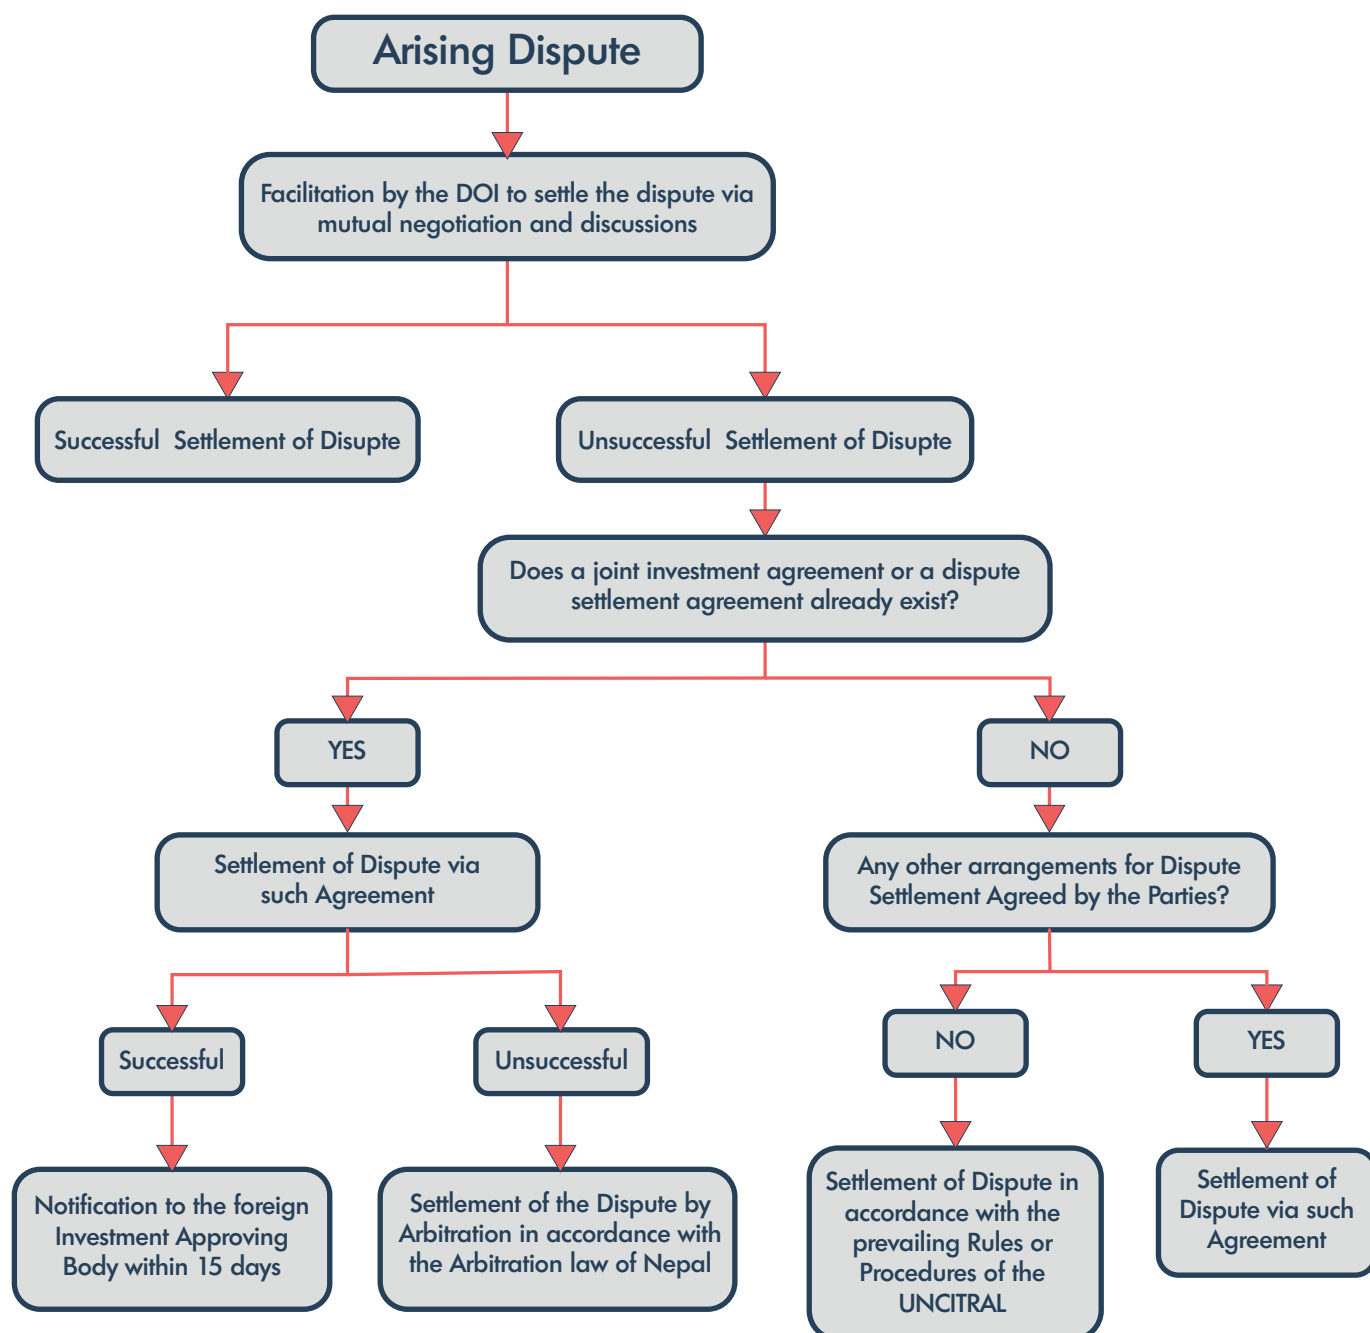 Arising Dispute
Facilitation by the DOI to settle the dispute via
mutual negotiation and discussions
Successful Settlement of Disupte
Unsuccessful Settlement of Disupte
Does a joint investment agreement or a dispute
settlement agreement already exist?
YES
NO
Settlement of Dispute via
such Agreement
Any other arrangements for Dispute
Settlement Agreed by the Parties?
Successful
Unsuccessful
NO
YES
Notification to the foreign
Investment Approving
Body within 15 days
Settlement of the Dispute by
Arbitration in accordance with
the Arbitration law of Nepal
Settlement of Dispute in
accordance with the
prevailing Rules or
Procedures of the
UNCITRAL
Settlement of
Dispute via such
Agreement